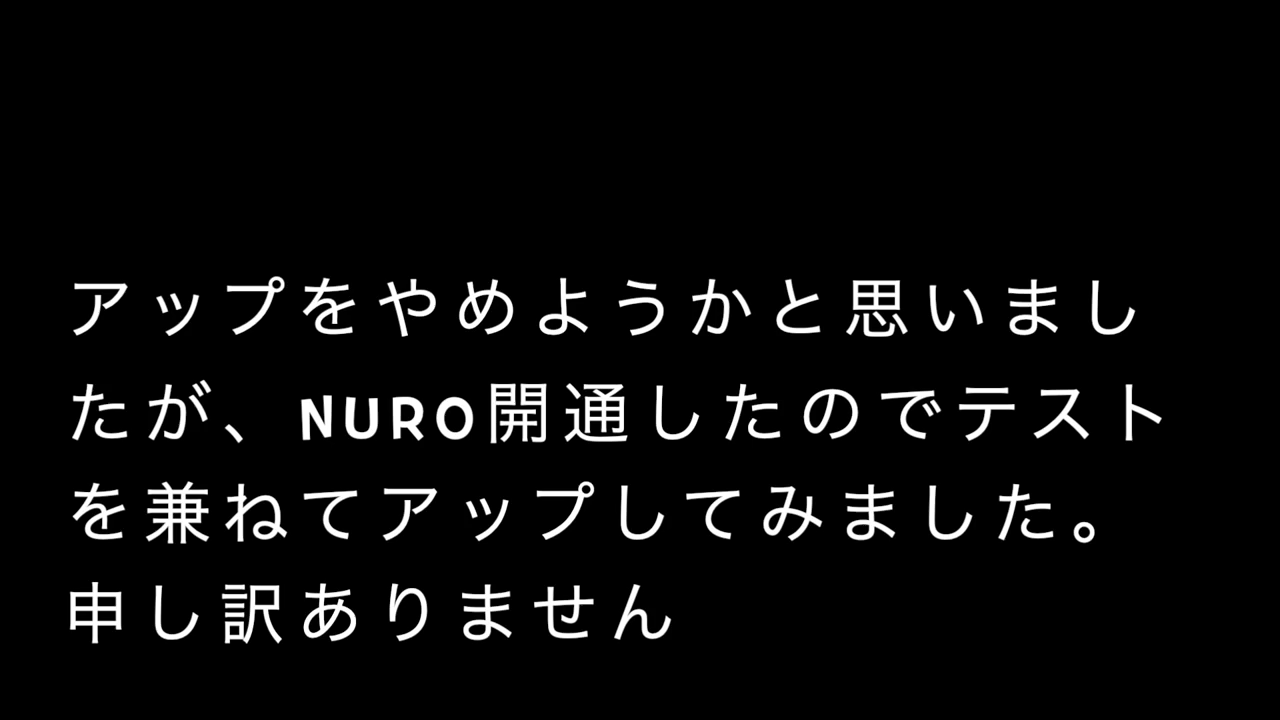 アップをやめようかと思いまし
たが、NURO開通したのでテスト
を兼ねてアップしてみました。
申し訳ありません